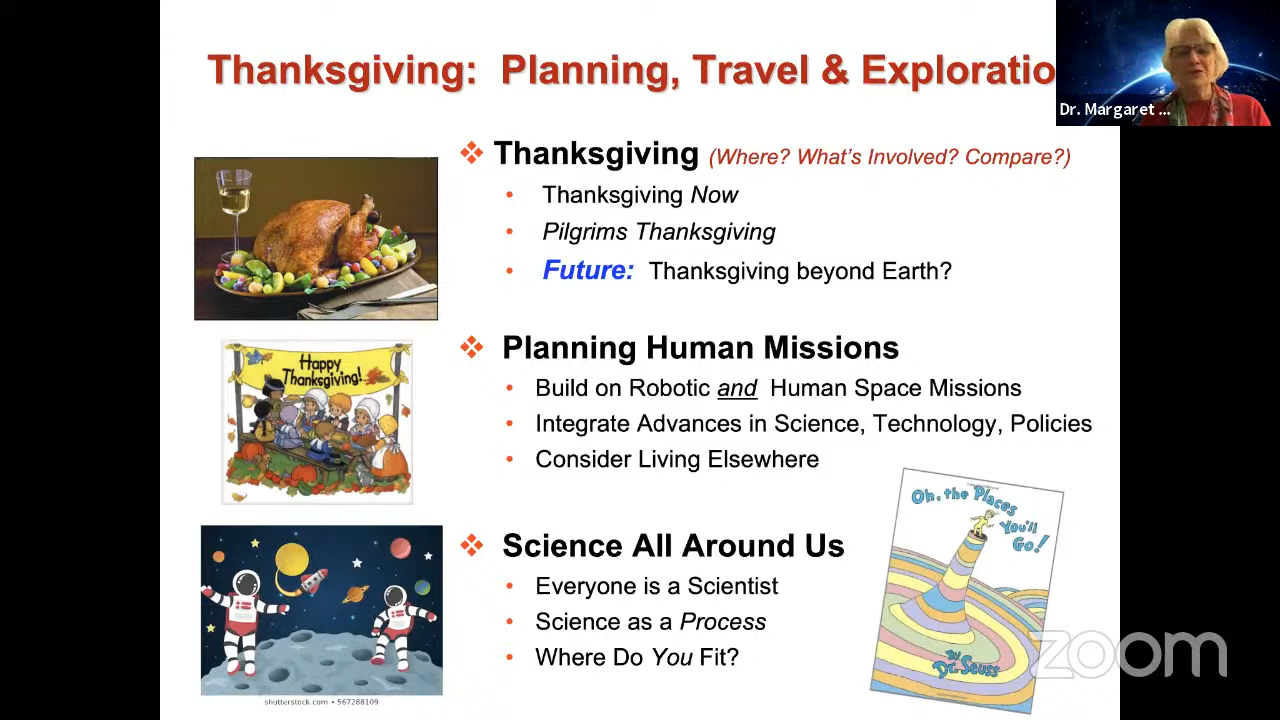 Thanksgiving: Planning, Travel & Exploratio
Dr. Margaret ...
❖ Thanksgiving (Where? What's Involved? Compare?)
• Thanksgiving Now
• Pilgrims Thanksgiving
• Future: Thanksgiving beyond Earth?
Happy
Thanksgiving!
❖ Planning Human Missions
• Build on Robotic and Human Space Missions
• Integrate Advances in Science, Technology, Policies
• Consider Living Elsewhere
Oh, the Places
You'll
Go!
By
Dr. Seuss
❖ Science All Around Us
• Everyone is a Scientist
• Science as a Process
• Where Do You Fit?
shutterstock.com • 567288109
zoom